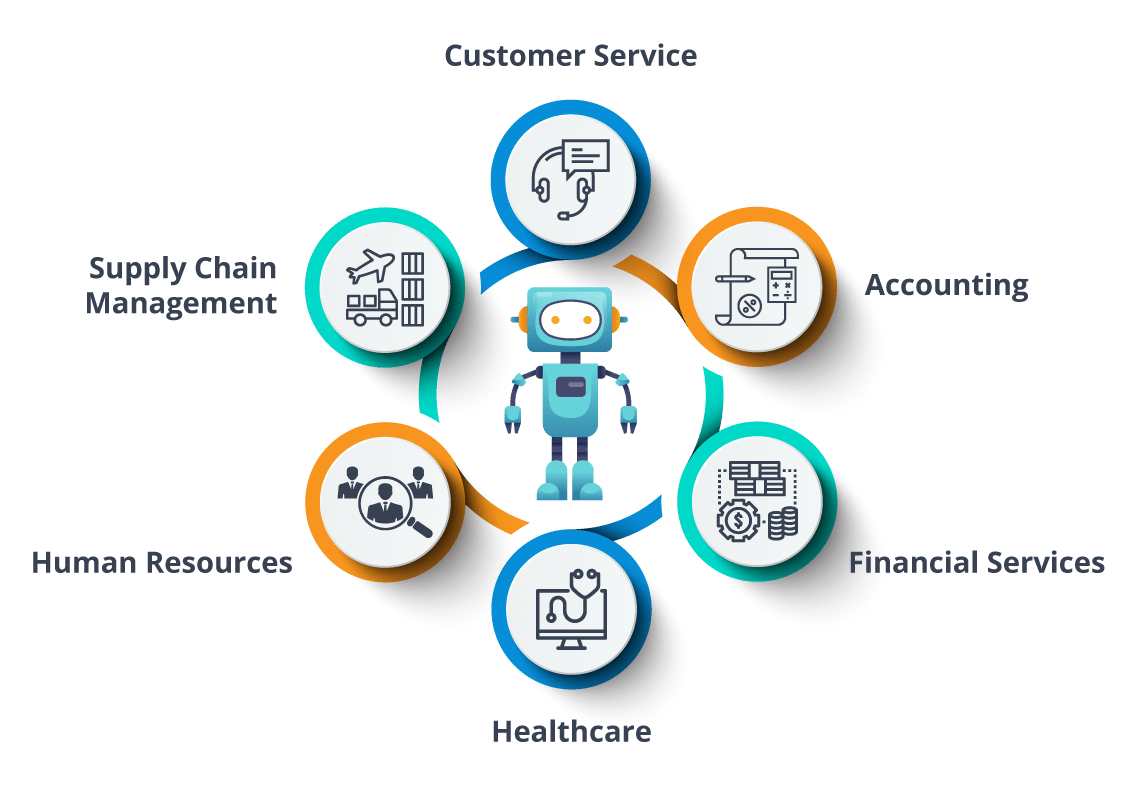 Customer Service
Supply Chain
Management
Accounting
Human Resources
Financial Services
Healthcare